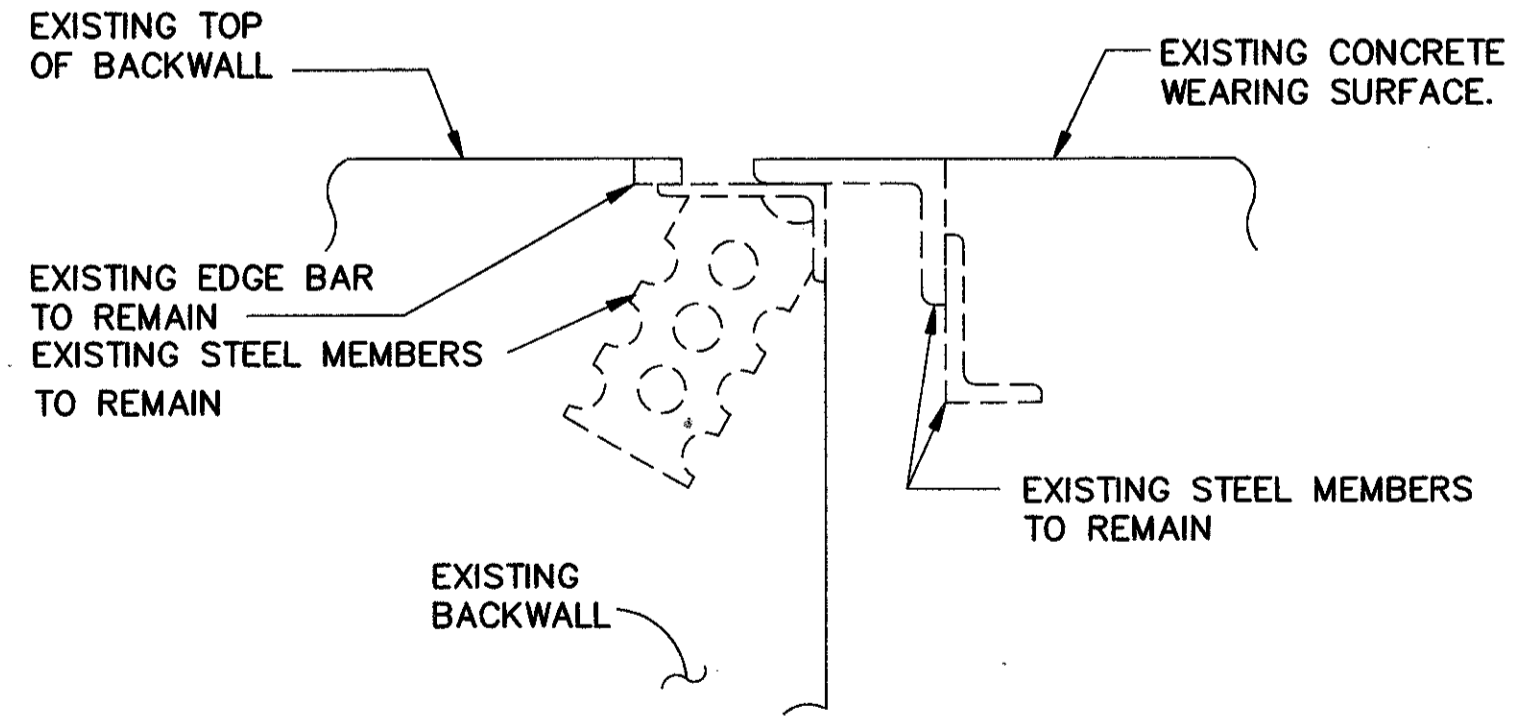 EXISTING TOP
OF BACKWALL
EXISTING CONCRETE
WEARING SURFACE.
EXISTING EDGE BAR
TO REMAIN
EXISTING STEEL MEMBERS
TO REMAIN
EXISTING STEEL MEMBERS
TO REMAIN
EXISTING
BACKWALL